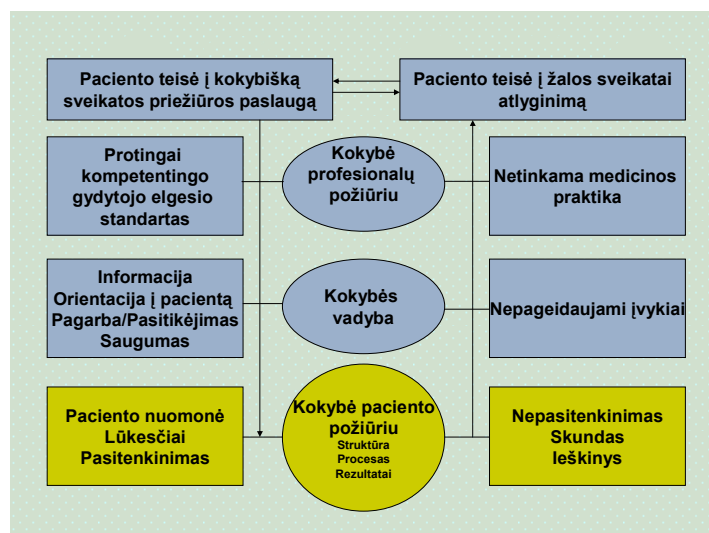 Paciento teisė į kokybišką
sveikatos priežiūros paslaugą
Paciento teisė į žalos sveikatai
atlyginimą
Protingai
kompetentingo
gydytojo elgesio
standartas
Kokybė
profesionalų
požiūriu
Netinkama medicinos
praktika
Informacija
Orientacija į pacientą
Pagarba/Pasitikėjimas
Saugumas
Kokybės
vadyba
Nepageidaujami įvykiai
Paciento nuomonė
Lūkesčiai
Pasitenkinimas
Kokybė paciento
požiūriu
Struktūra
Procesas
Rezultatai
Nepasitenkinimas
Skundas
Ieškinys